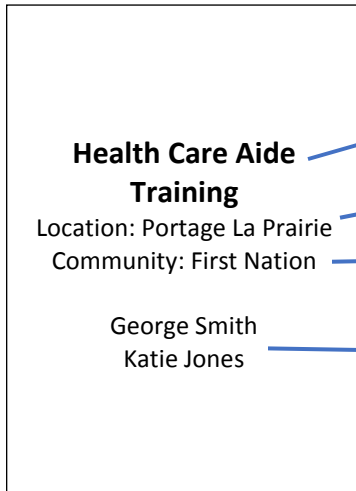 Health Care Aide
Training
Location: Portage La Prairie
Community: First Nation
George Smith
Katie Jones